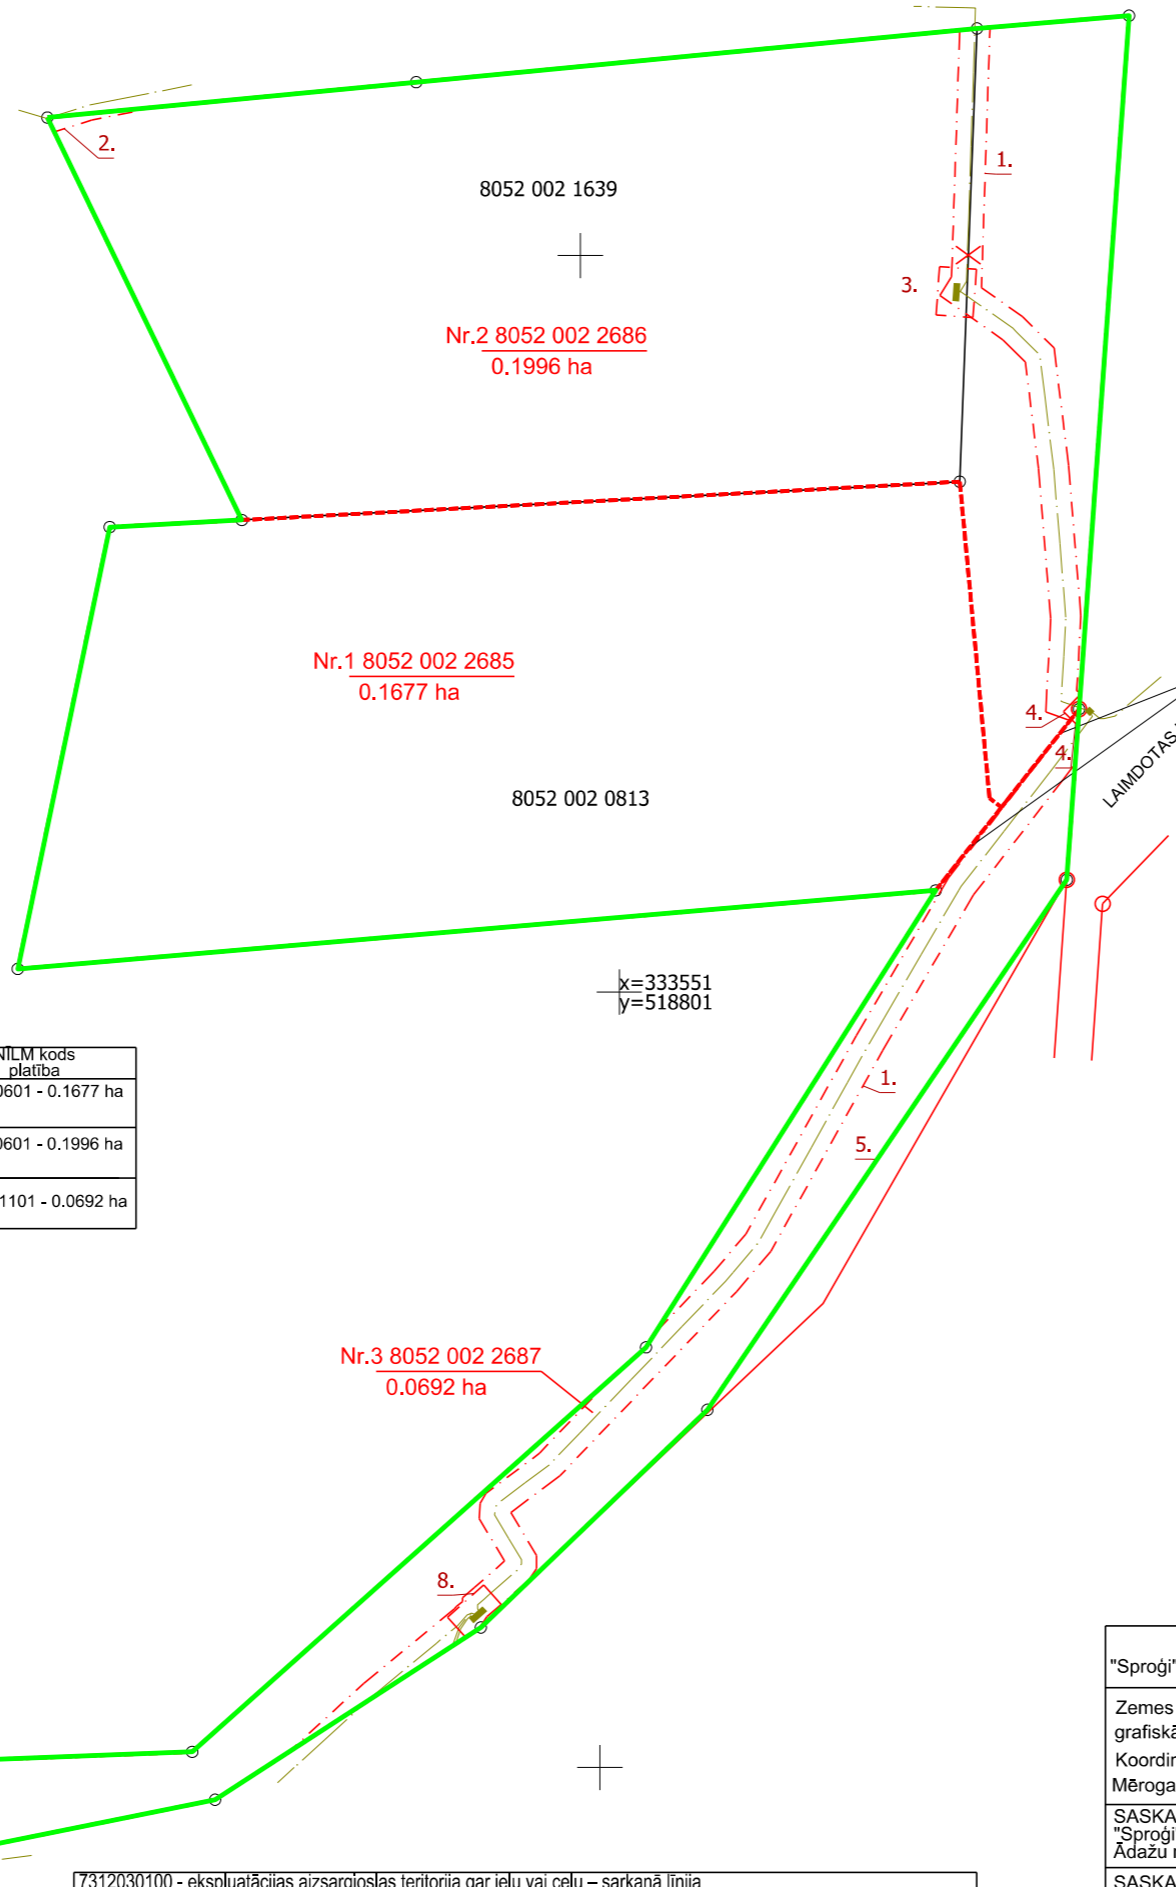 2.
8052 002 1639
1.
3.
Nr.2 8052 002 2686
0.1996 ha
Nr.1 8052 002 2685
0.1677 ha
4.
4.
LAIMDOTAS
8052 002 0813
x=333551
y=518801
NĪLM kods
platība
0601 - 0.1677 ha
0601 - 0.1996 ha
1101 - 0.0692 ha
1.
5.
Nr.3 8052 002 2687
0.0692 ha
8.
"Sproģi"
Zemes
grafiskā
Koordin
Mēroga
SASKA
"Sproģi
Ādažu
SASKA
7312030100 - ekspluatācijas aizsargjoslas teritorija gar ielu vai ceļu – sarkanā līnija